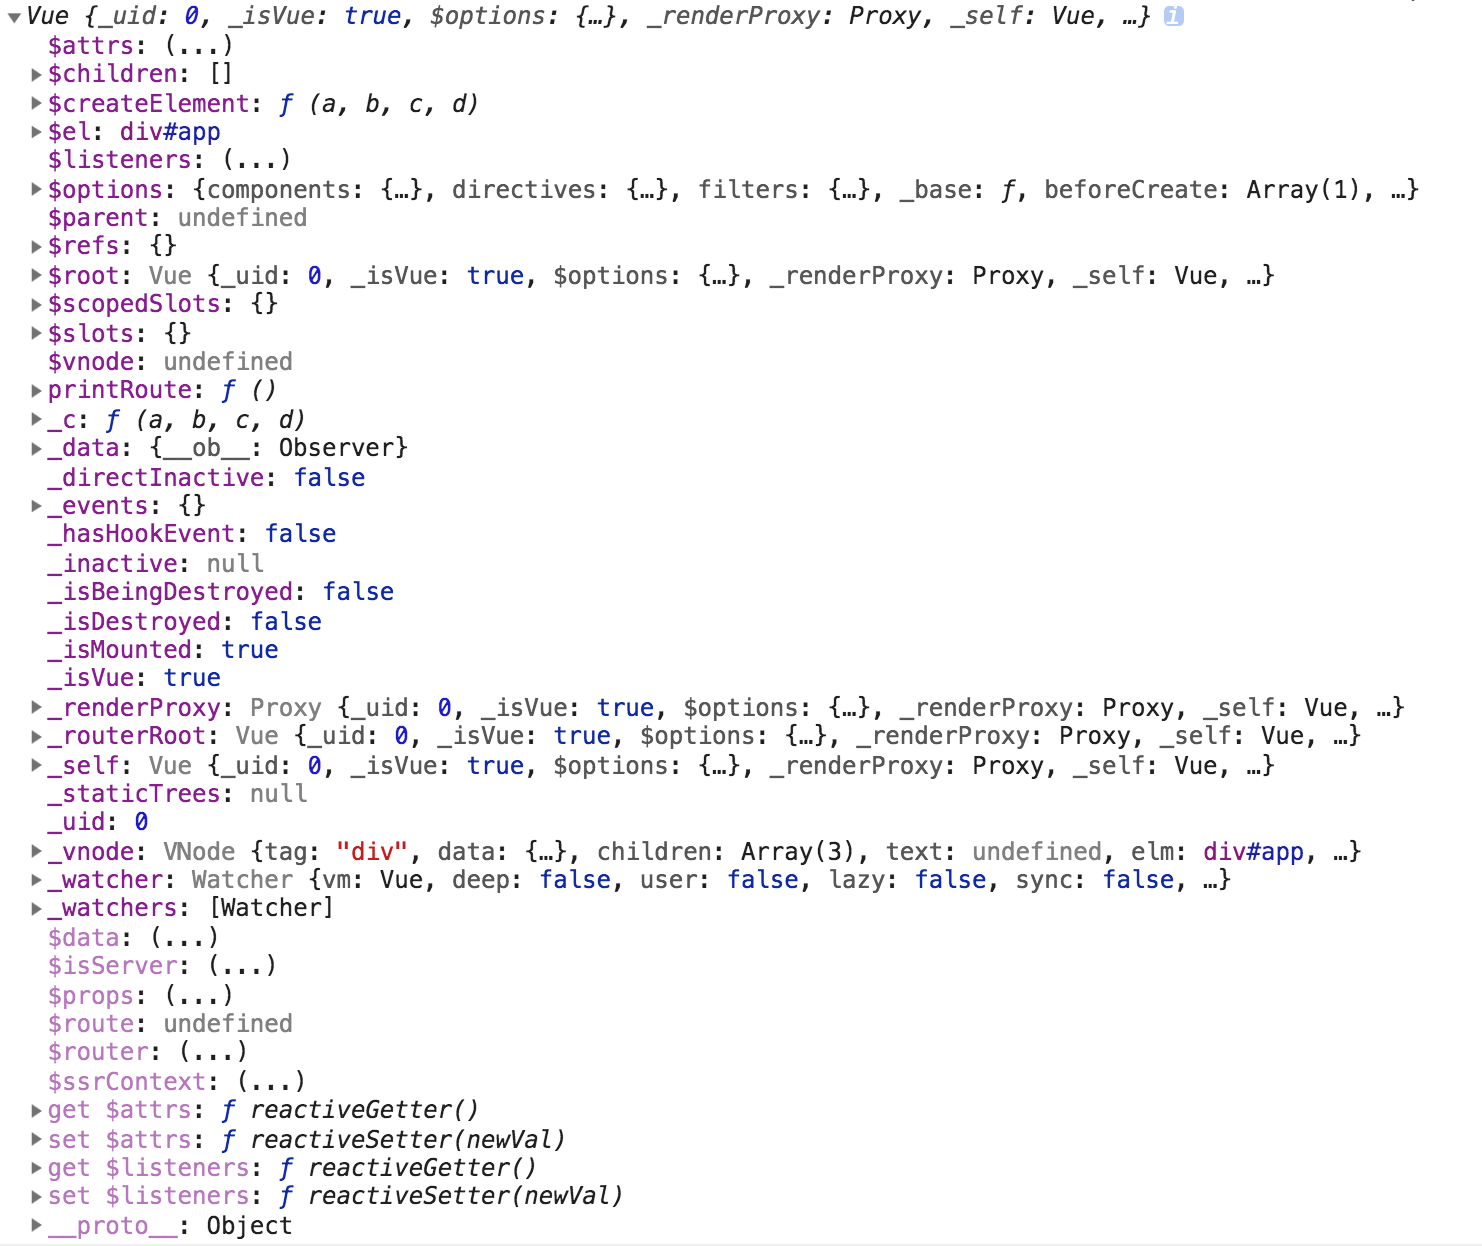 ▼Vue {_uid: 0, _isVue: true, $options: {…}, _renderProxy: Proxy, _self: Vue, …} i
$attrs: (...)
▶$children: []
▶$createElement: ƒ (a, b, c, d)
▶$el: div#app
$listeners: (...)
▶$options: {components: {…}, directives: {…}, filters: {…}, _base: ƒ, beforeCreate: Array(1), …}
$parent: undefined
▶$refs: {}
▶$root: Vue {_uid: 0, _isVue: true, $options: {…}, _renderProxy: Proxy, _self: Vue, …}
▶$scopedSlots: {}
▶$slots: {}
$vnode: undefined
▶printRoute: ƒ ()
▶_c: ƒ (a, b, c, d)
▶_data: {__ob__: Observer}
_directInactive: false
▶_events: {}
_hasHookEvent: false
_inactive: null
_isBeingDestroyed: false
_isDestroyed: false
_isMounted: true
_isVue: true
▶_renderProxy: Proxy {_uid: 0, _isVue: true, $options: {…}, _renderProxy: Proxy, _self: Vue, …}
▶_routerRoot: Vue {_uid: 0, _isVue: true, $options: {…}, _renderProxy: Proxy, _self: Vue, …}
▶_self: Vue {_uid: 0, _isVue: true, $options: {…}, _renderProxy: Proxy, _self: Vue, …}
_staticTrees: null
_uid: 0
▶_vnode: VNode {tag: "div", data: {…}, children: Array(3), text: undefined, elm: div#app, …}
▶_watcher: Watcher {vm: Vue, deep: false, user: false, lazy: false, sync: false, …}
▶_watchers: [Watcher]
$data: (...)
$isServer: (...)
$props: (...)
$route: undefined
$router: (...)
$ssrContext: (...)
▶get $attrs: ƒ reactiveGetter()
▶set $attrs: ƒ reactiveSetter(newVal)
▶get $listeners: ƒ reactiveGetter()
▶set $listeners: ƒ reactiveSetter(newVal)
▶__proto__: Object